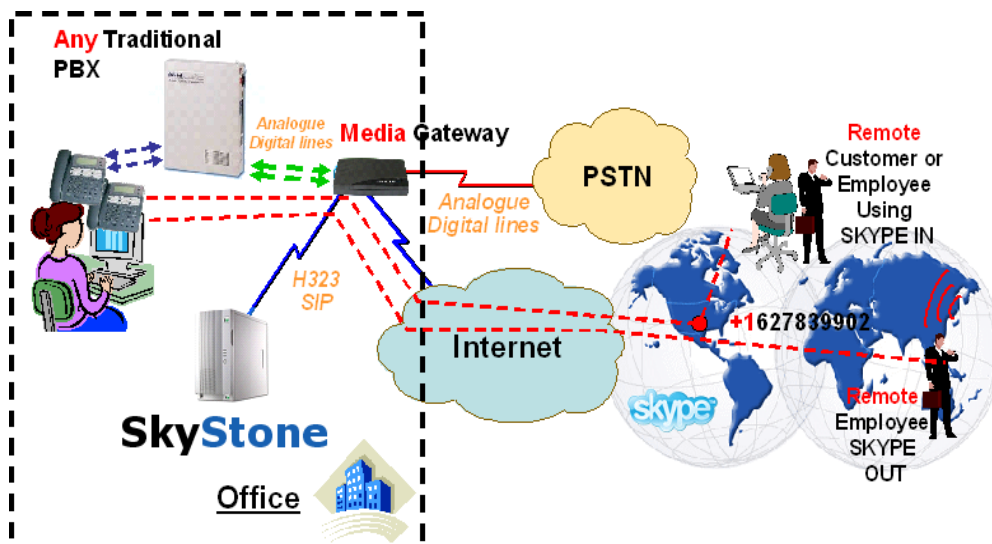 Any Traditional
PBX
Analogue
Digital lines
Media Gateway
PSTN
Analogue
Digital lines
Remote
Customer or
Employee
Using
SKYPE IN
H323
SIP
Internet
+1627839902
skype
Remote
Employee
SKYPE
OUT
SkyStone
Office